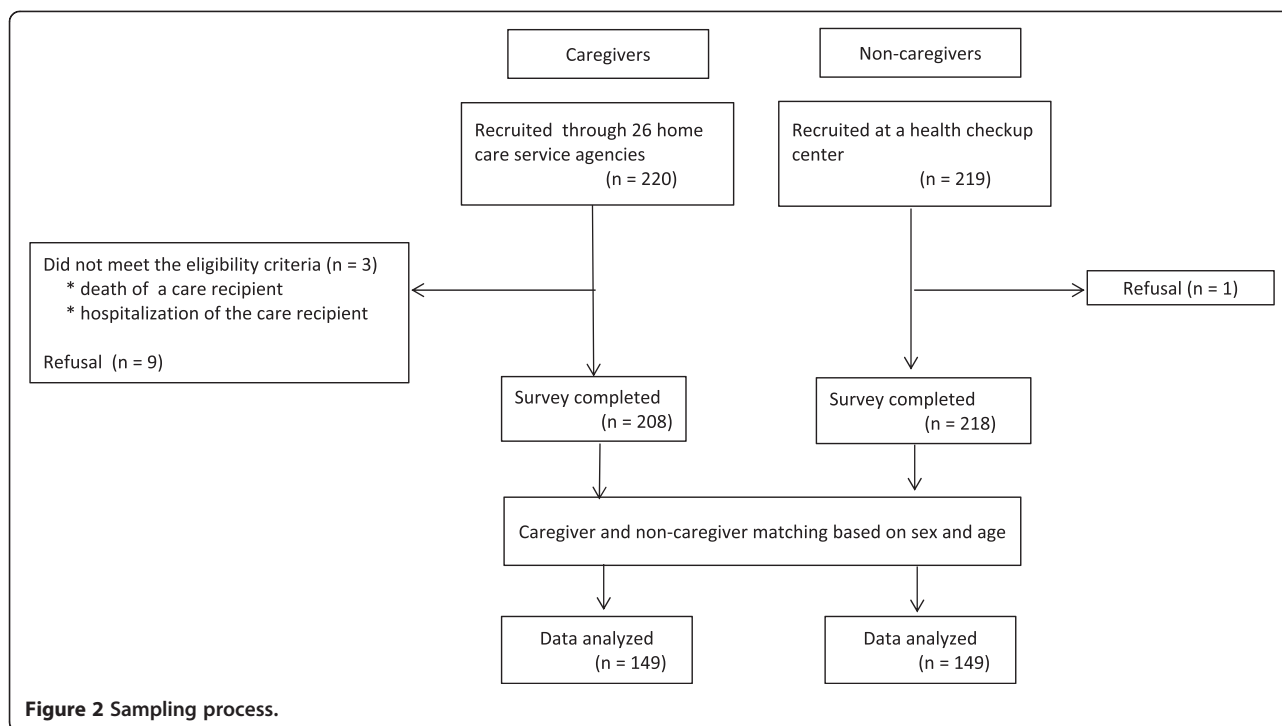 Caregivers
Non-caregivers
Recruited through 26 home
care service agencies
(n = 220)
Recruited at a health checkup
center
(n = 219)
Did not meet the eligibility criteria (n = 3)
* death of a care recipient
* hospitalization of the care recipient
Refusal (n = 9)
Refusal (n = 1)
Survey completed
(n = 208)
Survey completed
(n = 218)
Caregiver and non-caregiver matching based on sex and age
Data analyzed
(n = 149)
Data analyzed
(n = 149)
Figure 2 Sampling process.